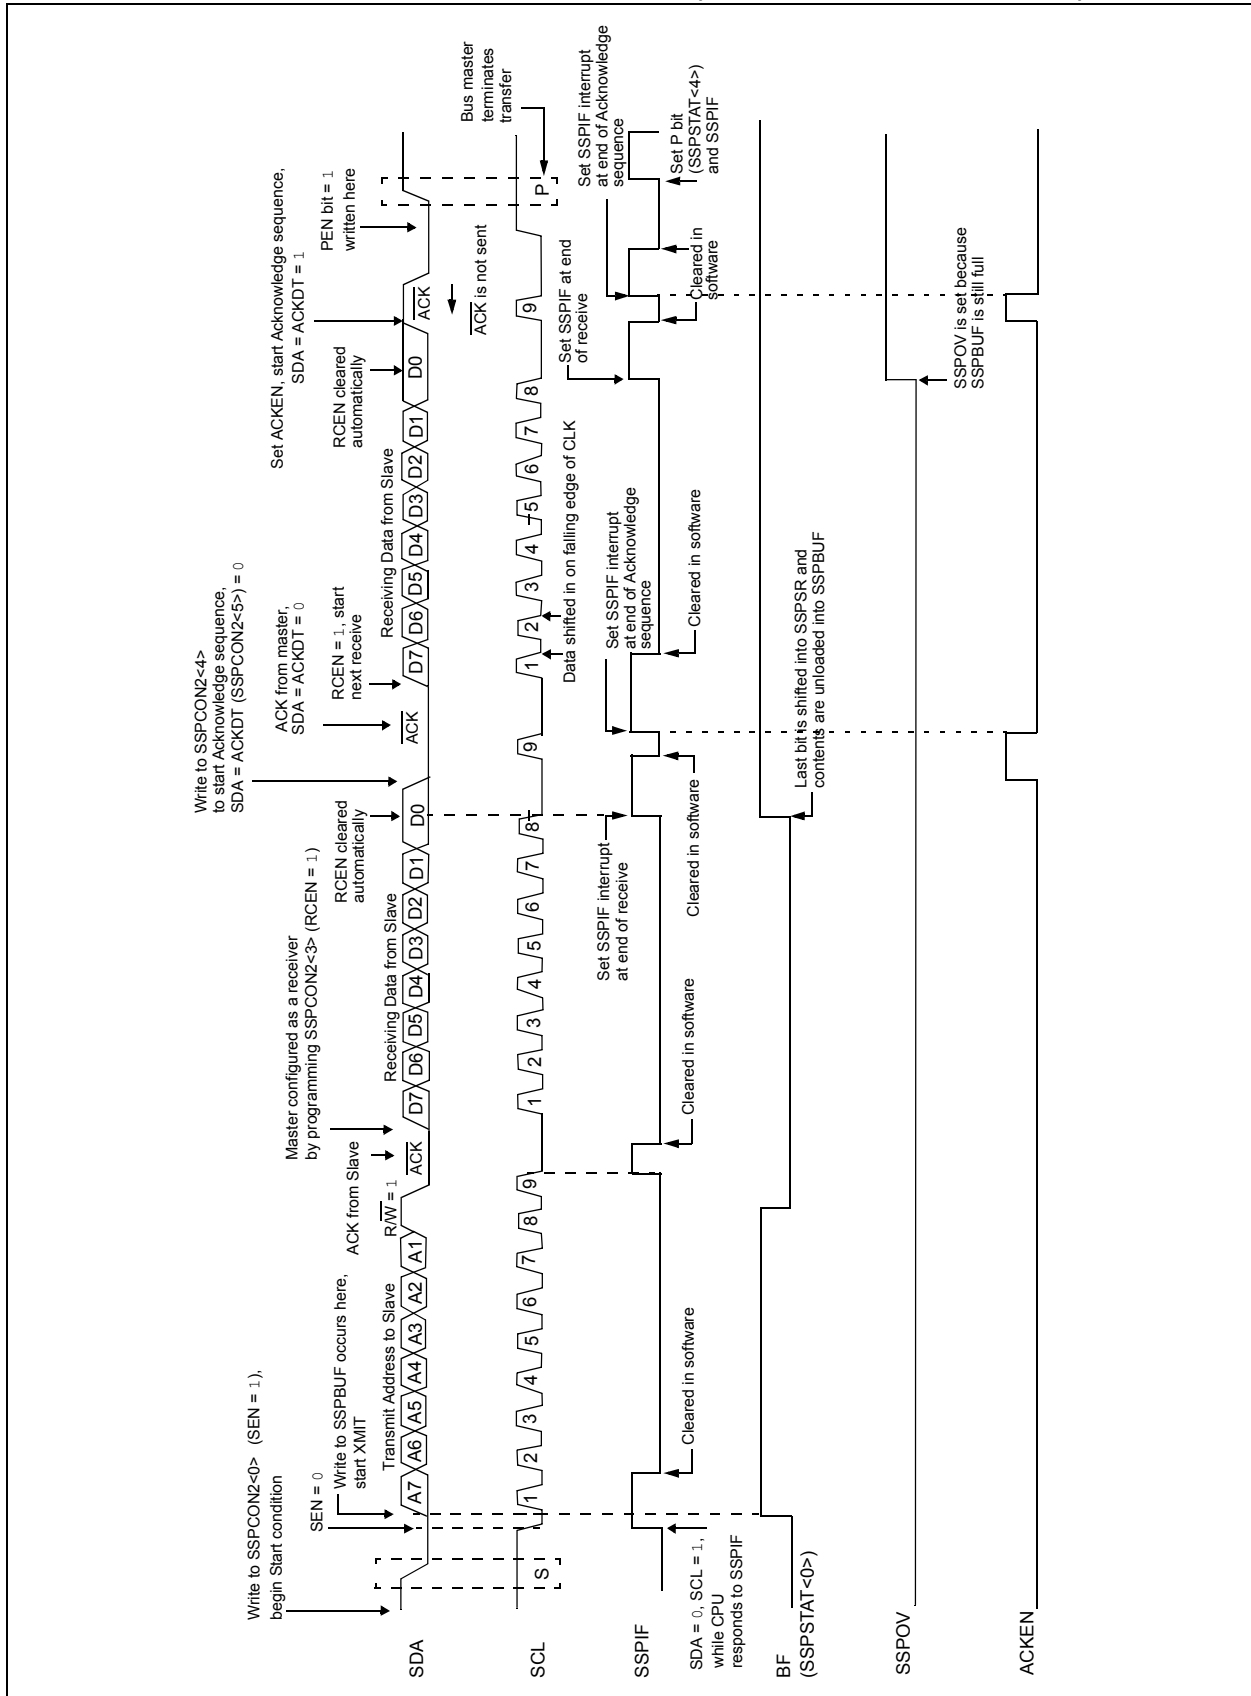 Write to SSPCON2<0> (SEN = 1),
begin Start condition
SEN = 0
Write to SSPBUF occurs here,
start XMIT
Transmit Address to Slave
ACK from Slave
R/W = 1
Master configured as a receiver
by programming SSPCON2<3> (RCEN = 1)
Receiving Data from Slave
RCEN cleared
automatically
Write to SSPCON2<4>
to start Acknowledge sequence,
SDA = ACKDT (SSPCON2<5>) = 0
ACK from master,
SDA = ACKDT = 0
RCEN = 1, start
next receive
Receiving Data from Slave
RCEN cleared
automatically
Set ACKEN, start Acknowledge sequence,
SDA = ACKDT = 1
PEN bit = 1
written here
SDA
A7 A6 A5 A4 A3 A2 A1 ACK D7 D6 D5 D4 D3 D2 D1 D0 ACK D7 D6 D5 D4 D3 D2 D1 D0 ACK
ACK is not sent
Bus master
terminates
transfer
SCL
S 1 2 3 4 5 6 7 8 9 1 2 3 4 5 6 7 8 9 1 2 3 4 5 6 7 8 9 P
Data shifted in on falling edge of CLK
Set SSPIF at end
of receive
Set SSPIF interrupt
at end of Acknowledge
sequence
Set SSPIF interrupt
at end of receive
Set SSPIF interrupt
at end of Acknowledge
sequence
SSPIF
SDA = 0, SCL = 1,
while CPU
responds to SSPIF
Cleared in software
Cleared in software
Cleared in software
Cleared in software
Cleared in
software
Set P bit
(SSPSTAT<4>)
and SSPIF
BF
(SSPSTAT<0>)
Last bit is shifted into SSPSR and
contents are unloaded into SSPBUF
SSPOV
SSPOV is set because
SSPBUF is still full
ACKEN